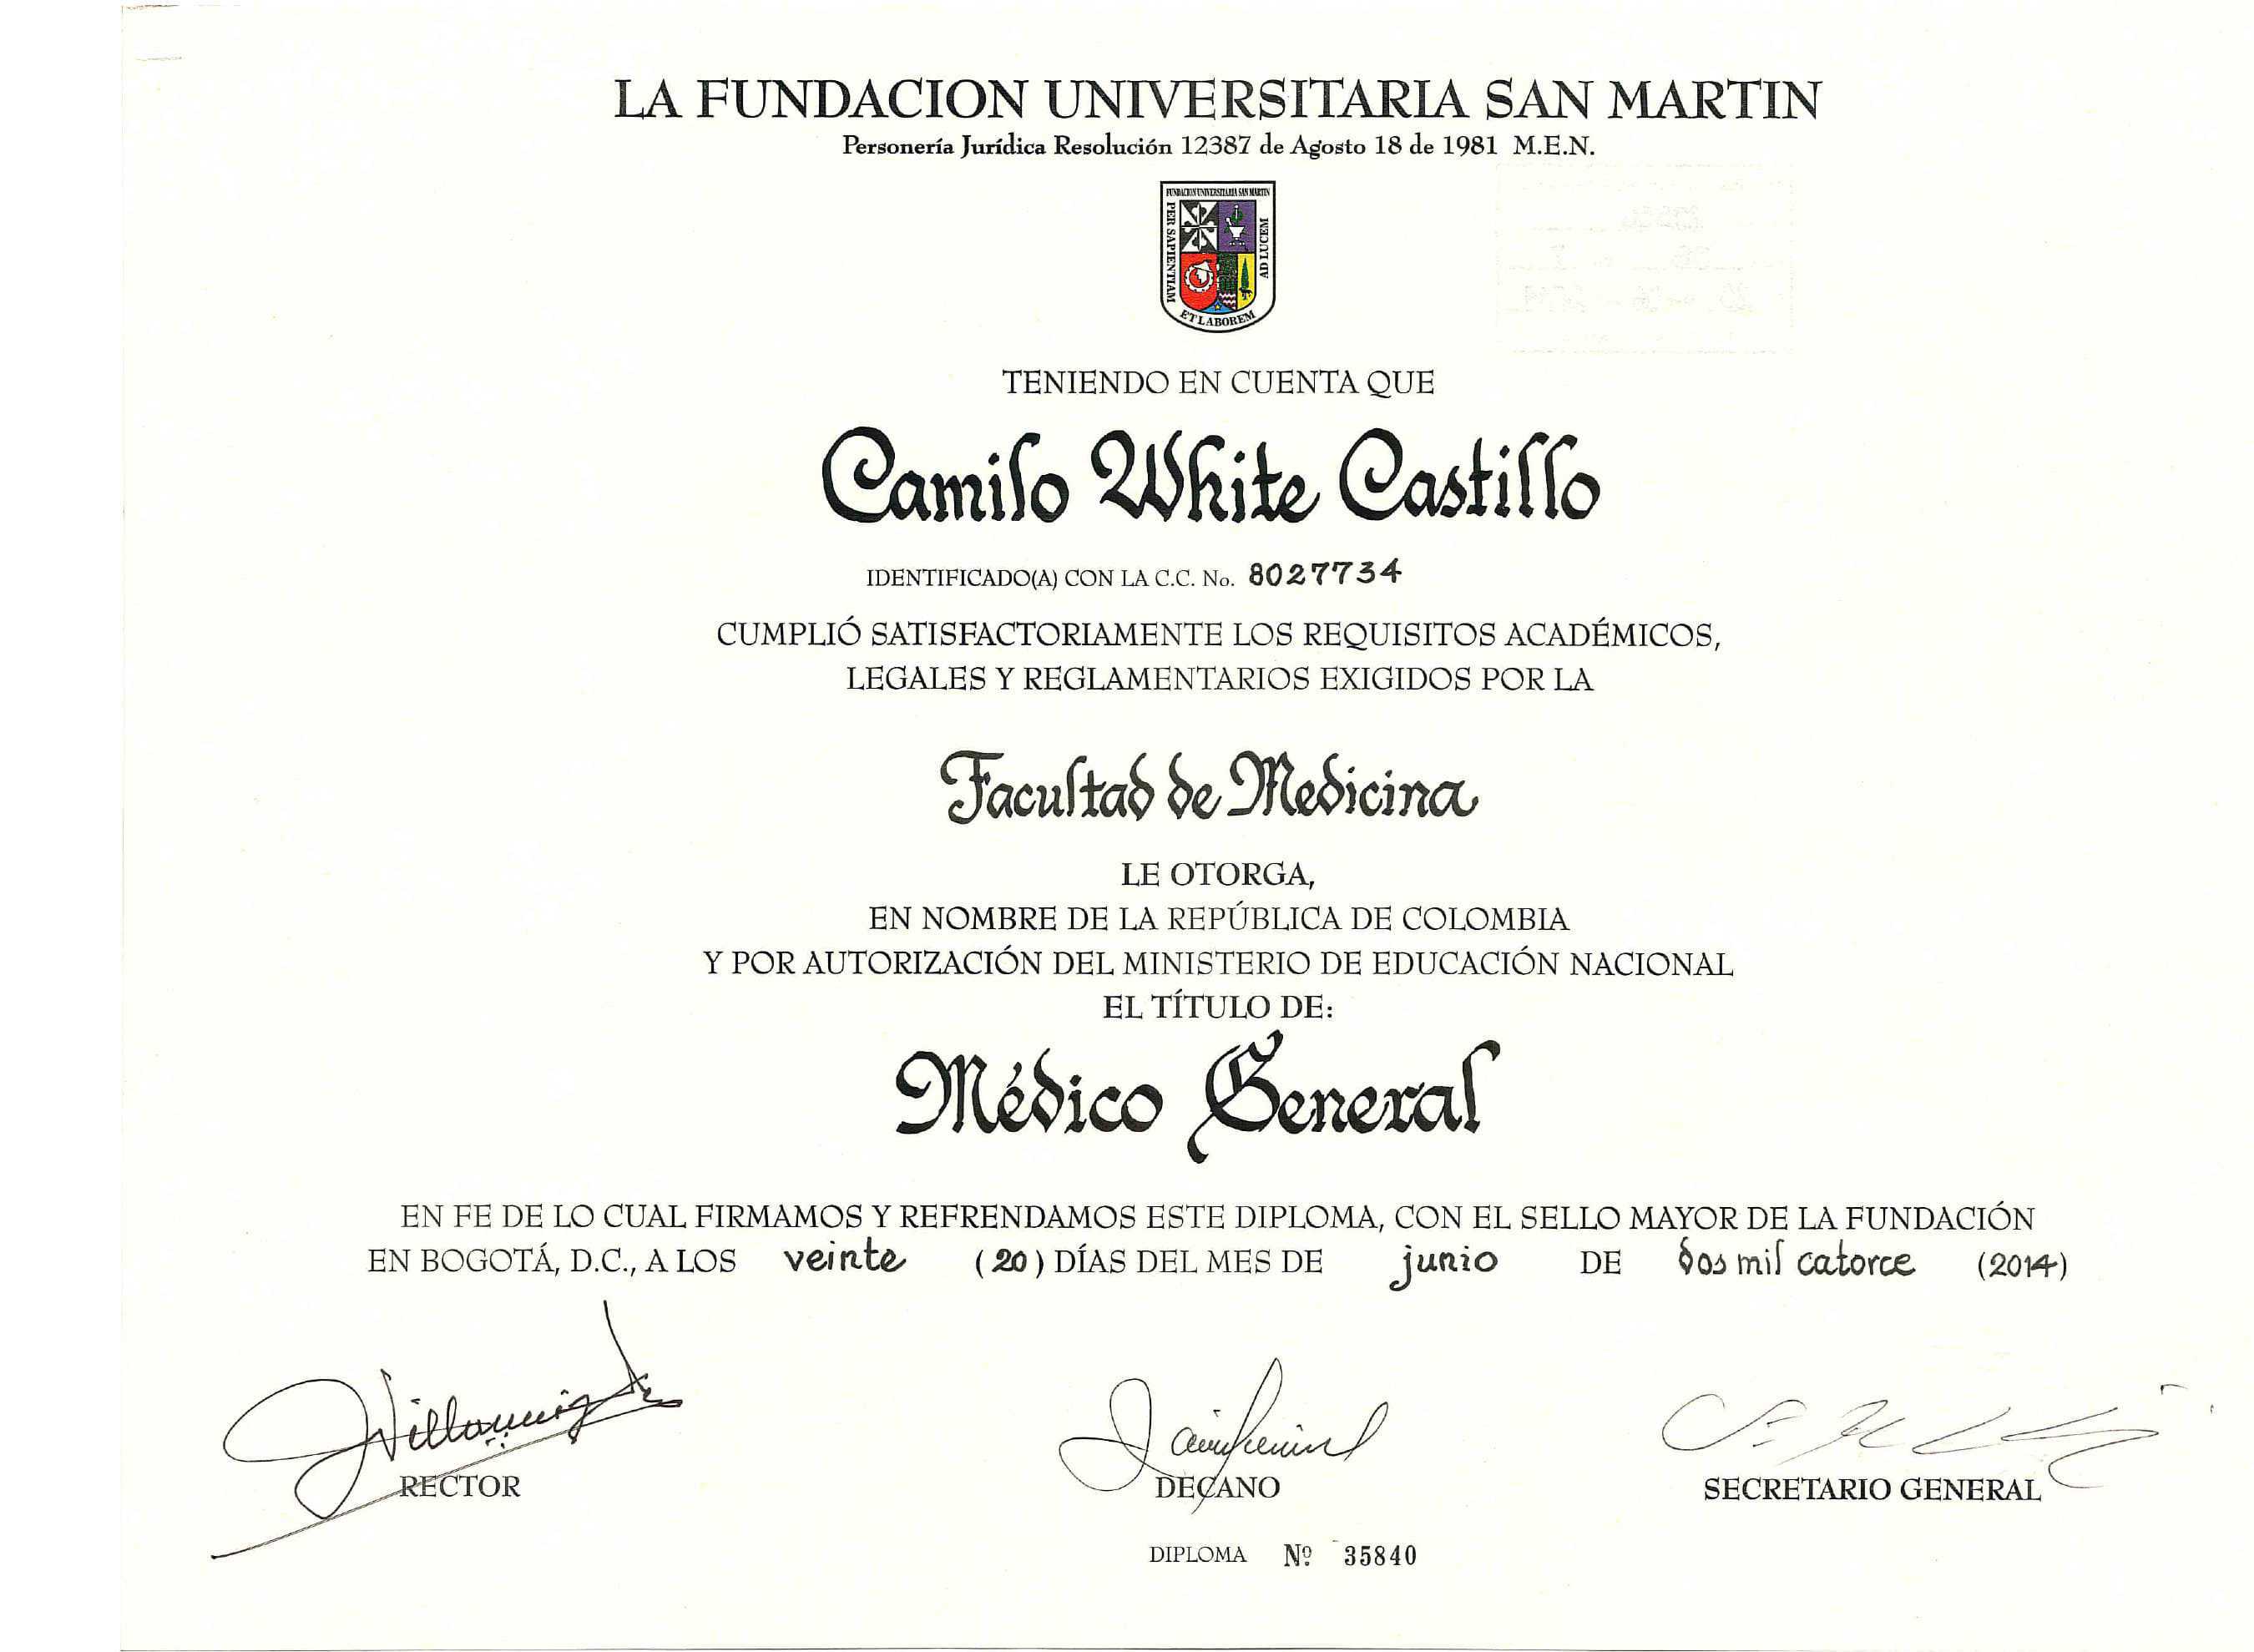 LA FUNDACION UNIVERSITARIA SAN MARTIN
Personería Jurídica Resolución 12387 de Agosto 18 de 1981 M.E.N.
FUNDACION UNIVERSITARIA SAN MARTIN
PER SAPIENTIAM
AD LUCEM
ET LABOREM
TENIENDO EN CUENTA QUE
Camilo White Castillo
IDENTIFICADO(A) CON LA C.C. No. 8027734
CUMPLIÓ SATISFACTORIAMENTE LOS REQUISITOS ACADÉMICOS,
LEGALES Y REGLAMENTARIOS EXIGIDOS POR LA
Facultad de Medicina
LE OTORGA,
EN NOMBRE DE LA REPÚBLICA DE COLOMBIA
Y POR AUTORIZACIÓN DEL MINISTERIO DE EDUCACIÓN NACIONAL
EL TÍTULO DE:
Médico General
EN FE DE LO CUAL FIRMAMOS Y REFRENDAMOS ESTE DIPLOMA, CON EL SELLO MAYOR DE LA FUNDACIÓN
EN BOGOTÁ, D.C., A LOS veinte (20) DÍAS DEL MES DE junio DE dos mil catorce (2014)
RECTOR
DECANO
SECRETARIO GENERAL
DIPLOMA Nº 35840